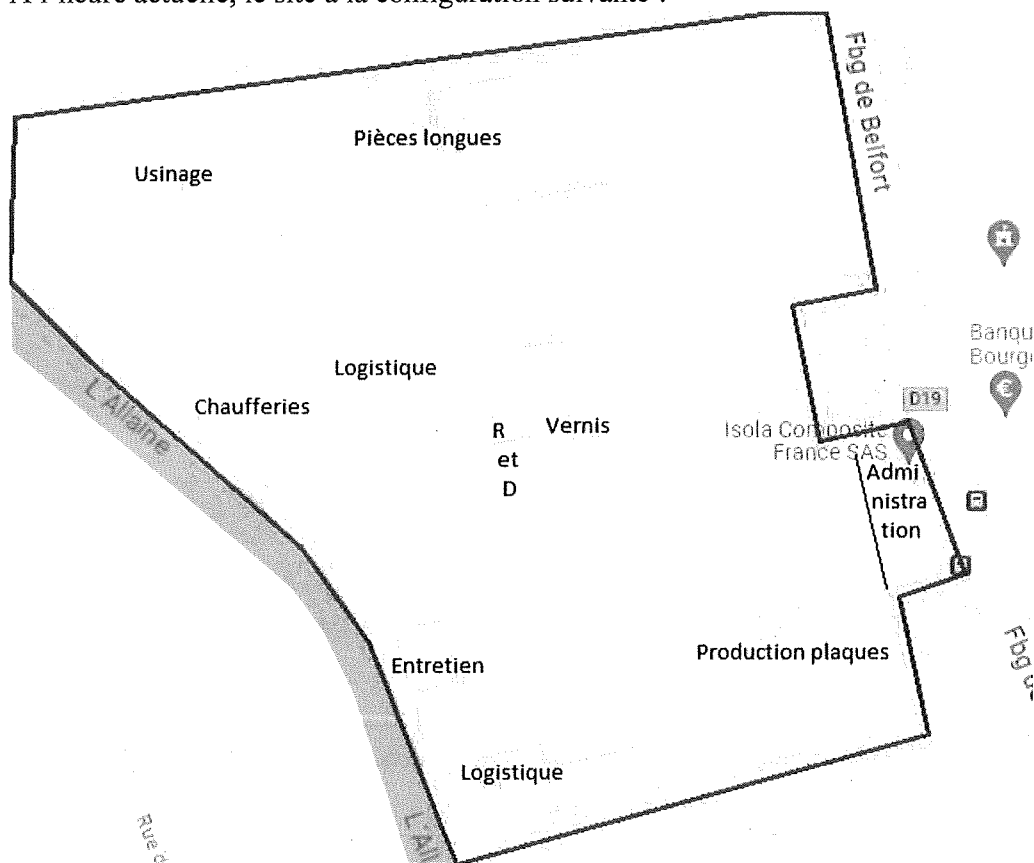 A l'heure actuelle, le site a la configuration suivante :
Fbg de Belfort
Pièces longues
Usinage
Banqu
Bourg
Logistique
L'Allaine
Chaufferies
D19
R
et
D
Vernis
Isola Composite
France SAS
Admi
nistra
tion
Entretien
Production plaques
Fbg de
Logistique
Rue d
L'All